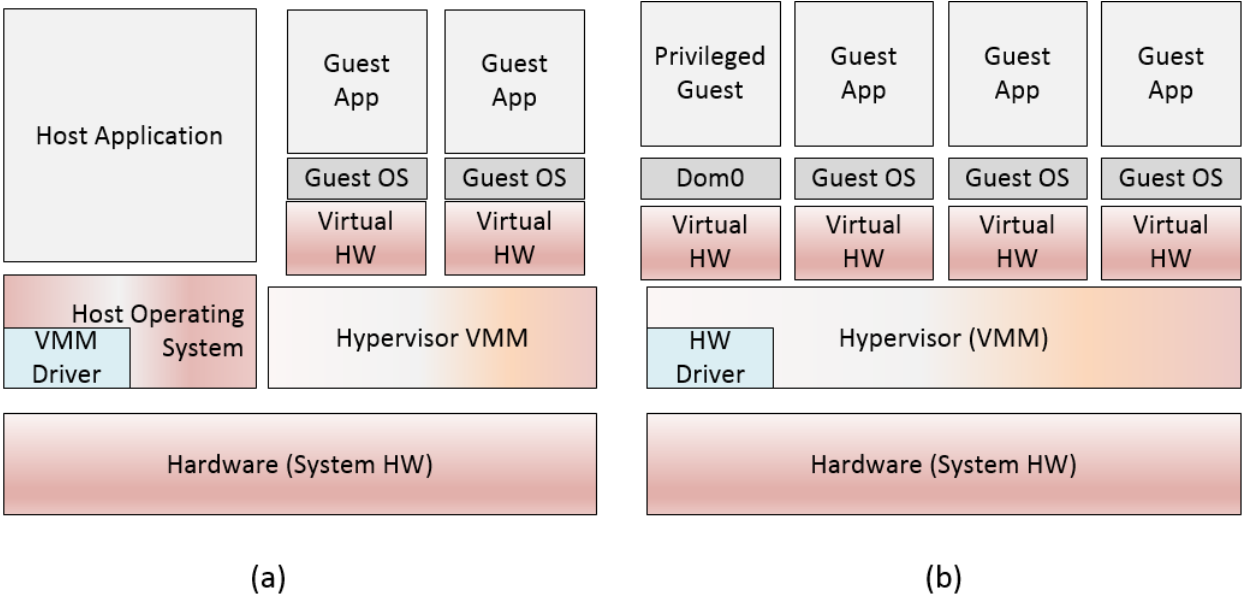 Host Application
Guest
App
Guest
App
Guest OS
Guest OS
Virtual
HW
Virtual
HW
Host Operating
System
VMM
Driver
Hypervisor VMM
Hardware (System HW)
(a)
Privileged
Guest
Guest
App
Guest
App
Guest
App
Dom0
Guest OS
Guest OS
Guest OS
Virtual
HW
Virtual
HW
Virtual
HW
Virtual
HW
HW
Driver
Hypervisor (VMM)
Hardware (System HW)
(b)